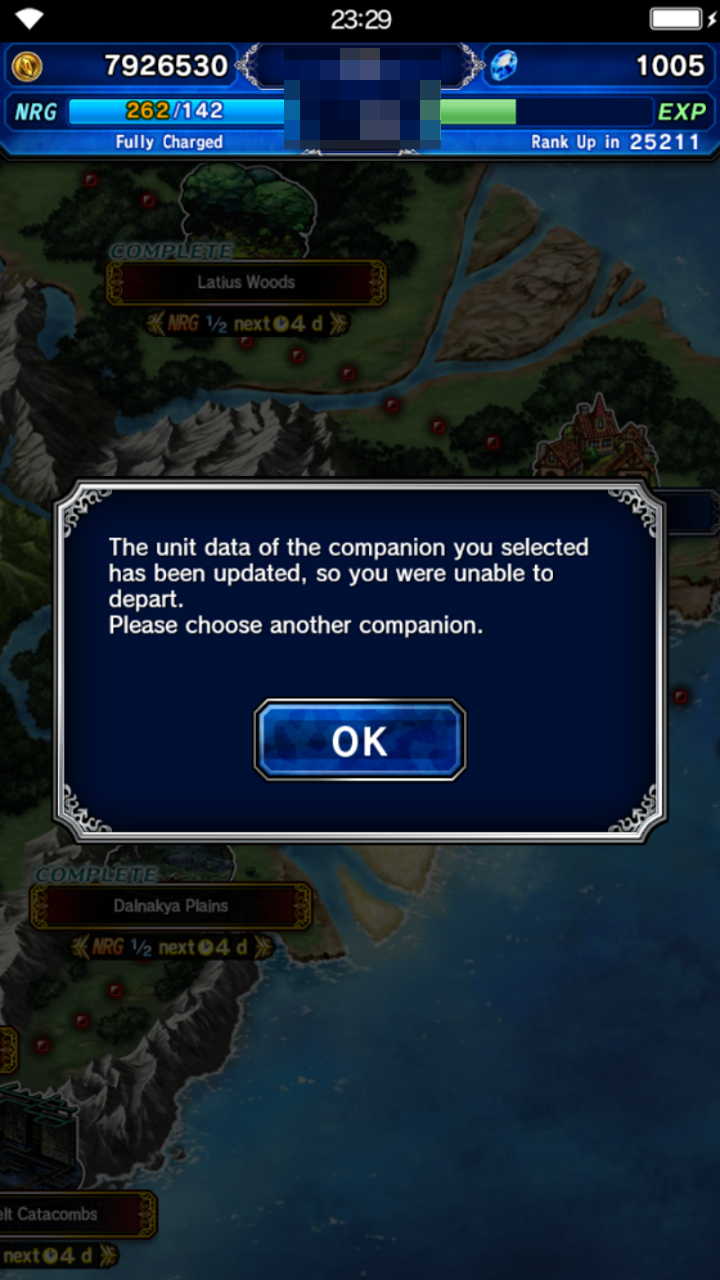 23:29
7926530
1005
NRG 262/142
EXP
Fully Charged
Rank Up in 25211
COMPLETE
Latius Woods
NRG 1/2 next 4 d
The unit data of the companion you selected
has been updated, so you were unable to
depart.
Please choose another companion.
OK
COMPLETE
Dalnakya Plains
NRG 1/2 next 4 d
elt Catacombs
next 4 d